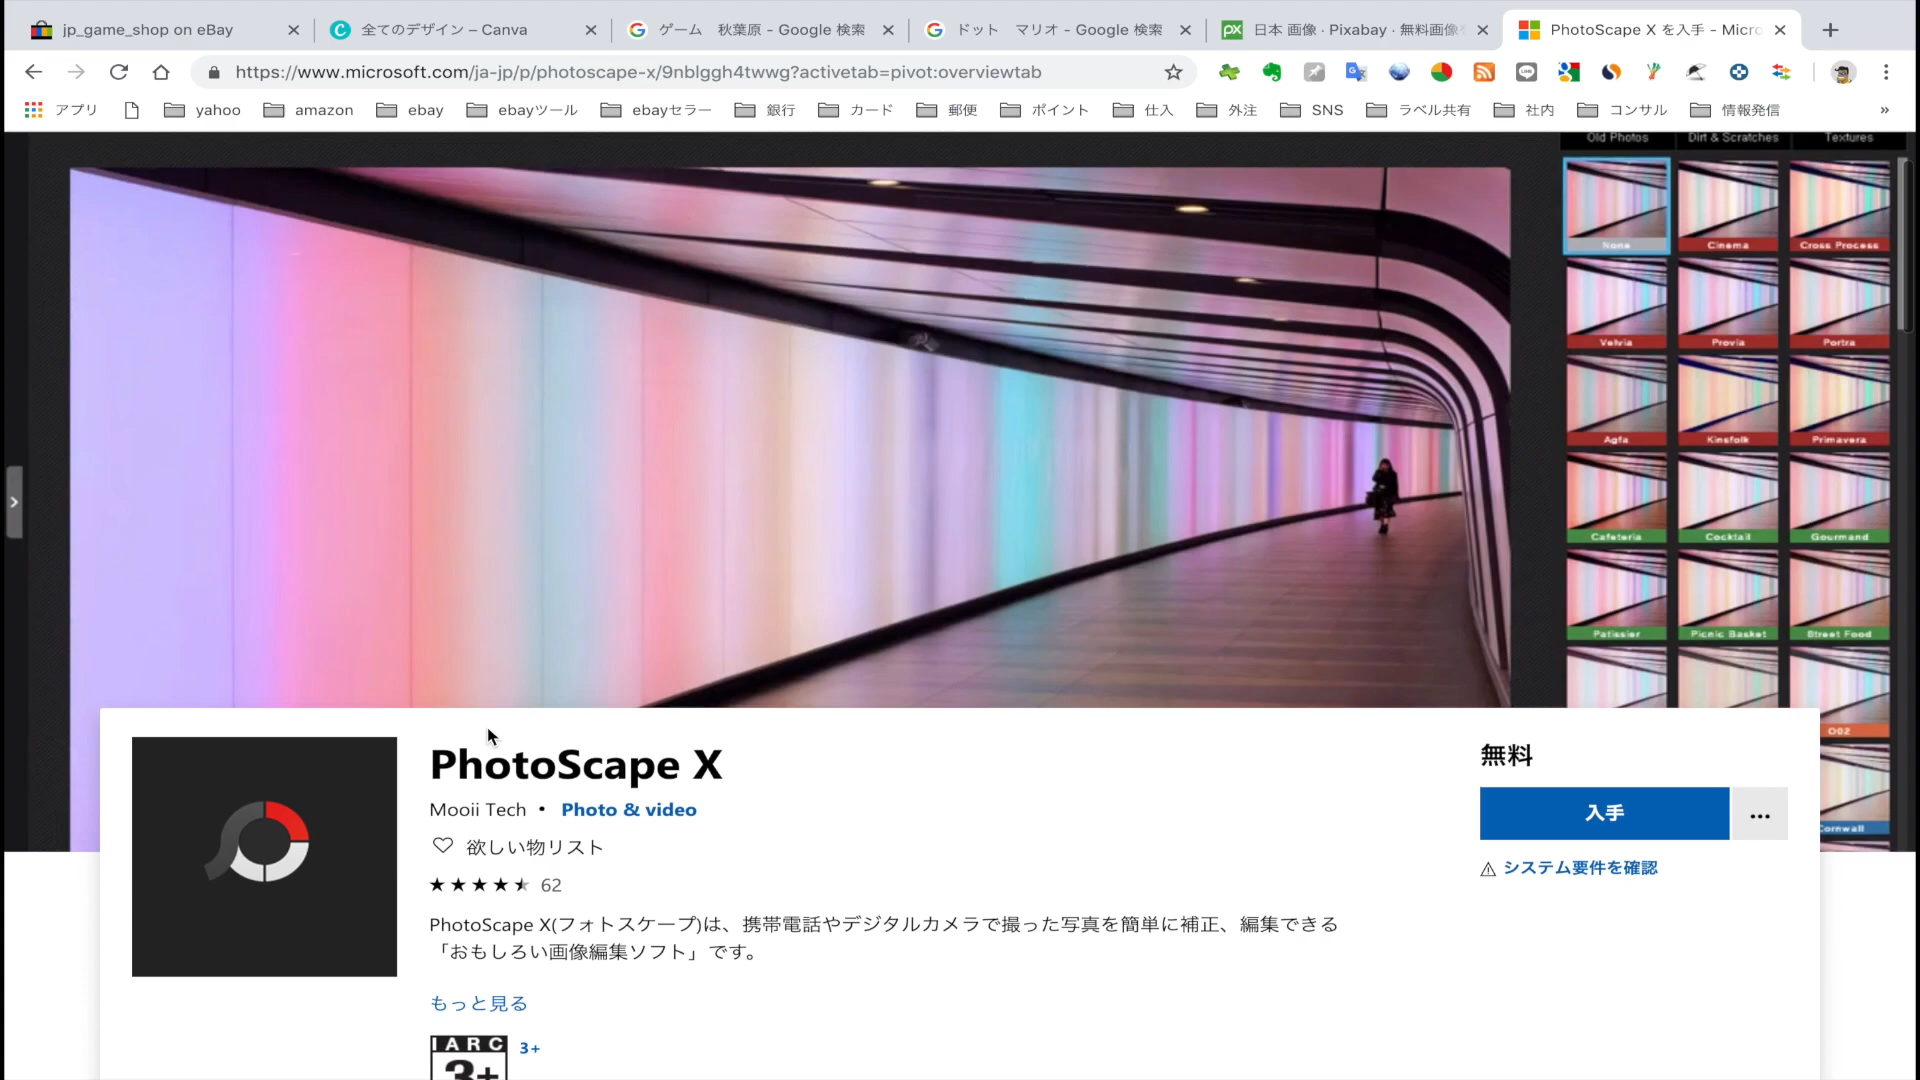 jp_game_shop on eBay
全てのデザイン – Canva
ゲーム 秋葉原 - Google 検索
ドット マリオ - Google 検索
日本 画像 · Pixabay · 無料画像を
PhotoScape X を入手 - Micro
https://www.microsoft.com/ja-jp/p/photoscape-x/9nblggh4twwg?activetab=pivot:overviewtab
アプリ yahoo amazon ebay ebayツール ebayセラー 銀行 カード 郵便 ポイント 仕入 外注 SNS ラベル共有 社内 コンサル 情報発信 »
Old Photos Dirt & Scratches Textures
None Cinema Cross Process
Velvia Provia Portra
Agfa Kinsfolk Primavera
Cafeteria Cocktail Gourmand
Patissier Picnic Basket Street Food
002
Cornwall
PhotoScape X
Mooii Tech • Photo & video
欲しい物リスト
62
PhotoScape X(フォトスケープ)は、携帯電話やデジタルカメラで撮った写真を簡単に補正、編集できる
「おもしろい画像編集ソフト」です。
もっと見る
IARC
3+
3+
無料
入手
...
システム要件を確認